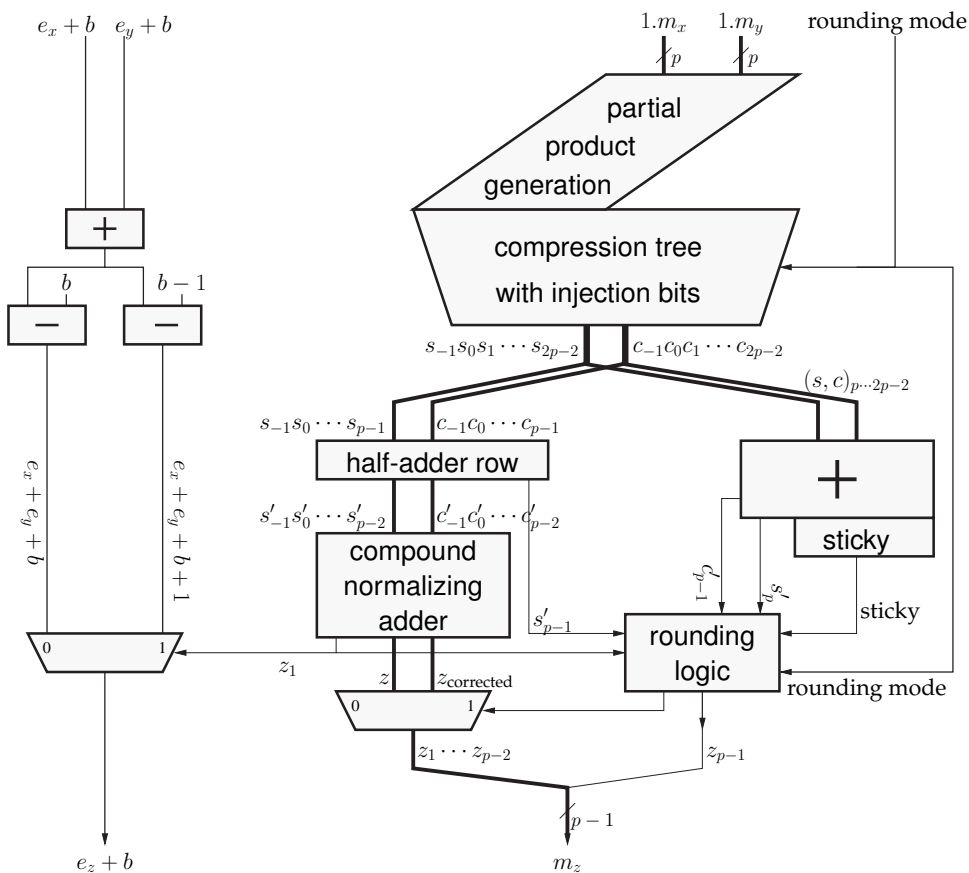 e_x + b e_y + b 1.m_x 1.m_y rounding mode
p p
partial
product
generation
+
compression tree
with injection bits
b b − 1
− −
s_{−1}s_0s_1 ⋯ s_{2p−2} c_{−1}c_0c_1 ⋯ c_{2p−2}
(s, c)_{p⋯2p−2}
s_{−1}s_0 ⋯ s_{p−1} c_{−1}c_0 ⋯ c_{p−1}
half-adder row
+
e_x + e_y + b e_x + e_y + b + 1
s′_{−1}s′_0 ⋯ s′_{p−2} c′_{−1}c′_0 ⋯ c′_{p−2}
sticky
compound
normalizing
adder
c′_{p−1} s′_p
sticky
s′_{p−1}
rounding
logic
0 1
z_1
z z_{corrected}
rounding mode
0 1
z_1 ⋯ z_{p−2} z_{p−1}
p − 1
e_z + b m_z